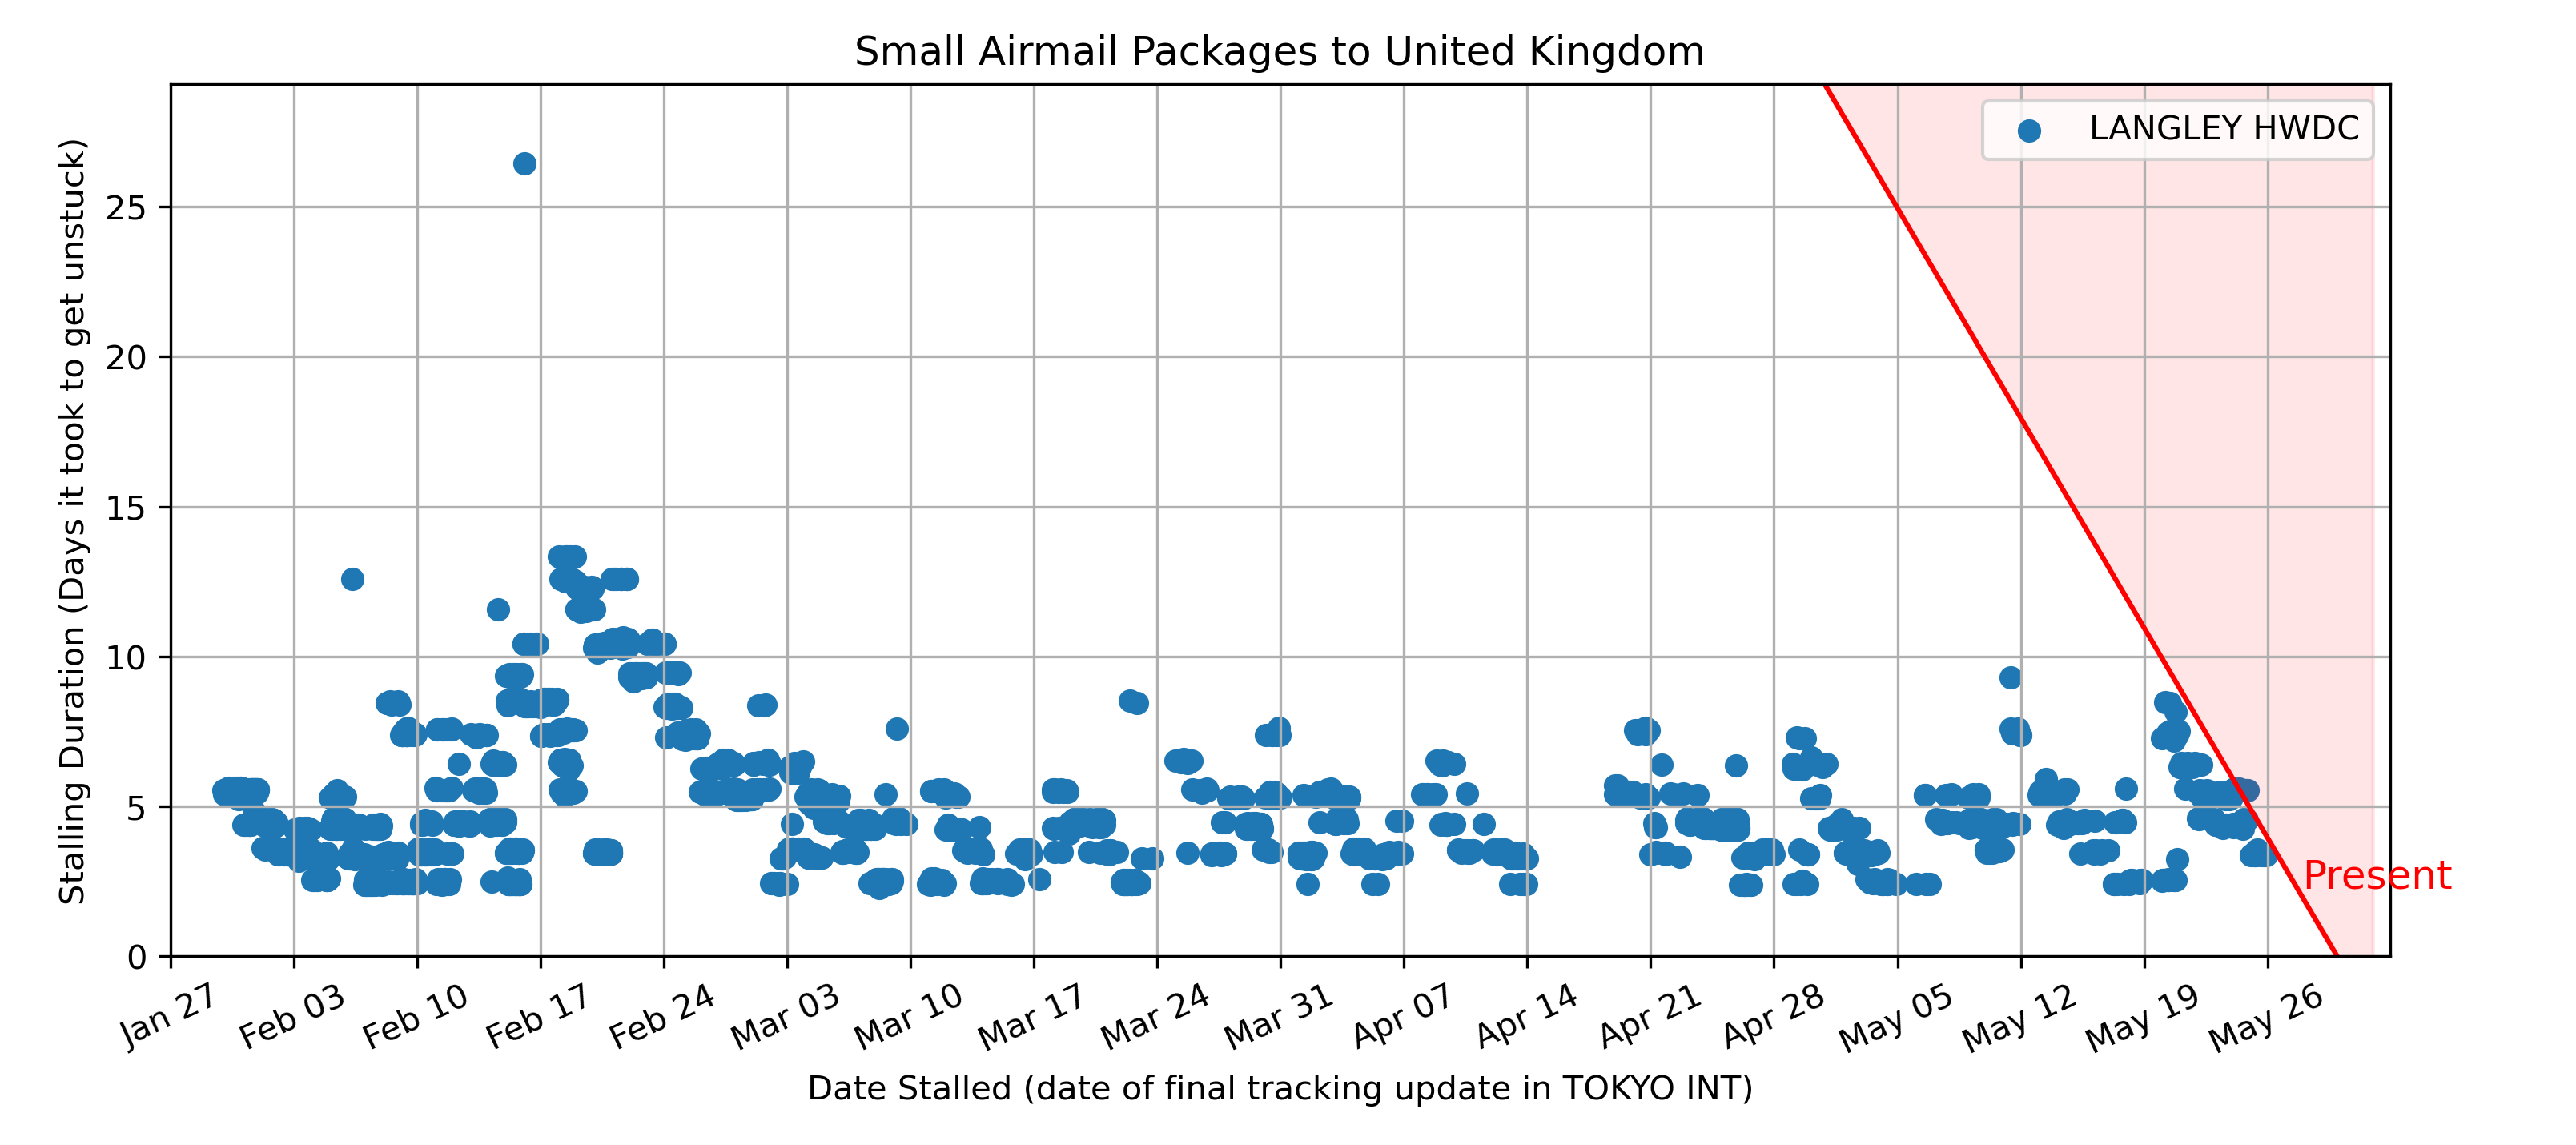 Small Airmail Packages to United Kingdom
LANGLEY HWDC
Stalling Duration (Days it took to get unstuck)
25
20
15
10
5
0
Present
Jan 27
Feb 03
Feb 10
Feb 17
Feb 24
Mar 03
Mar 10
Mar 17
Mar 24
Mar 31
Apr 07
Apr 14
Apr 21
Apr 28
May 05
May 12
May 19
May 26
Date Stalled (date of final tracking update in TOKYO INT)